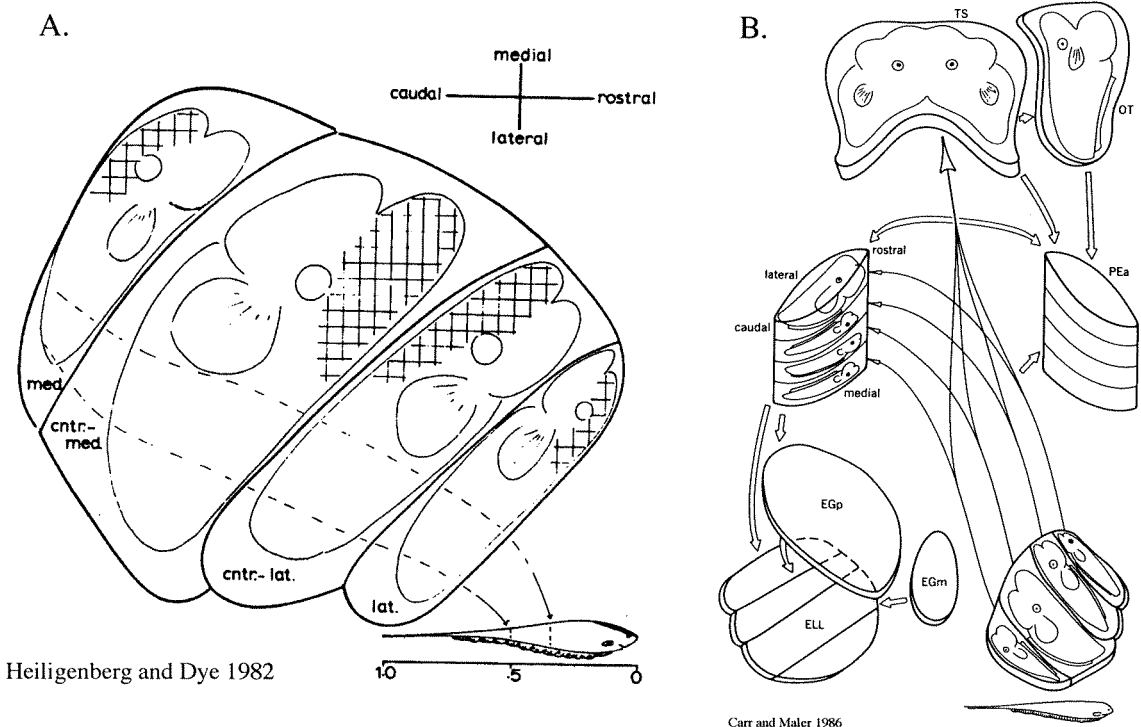 A.
medial
caudal
rostral
lateral
med.
cntr.-
med.
cntr.- lat.
lat.
1.0
.5
0
Heiligenberg and Dye 1982
B.
TS
OT
rostral
lateral
caudal
medial
PEa
EGp
EGm
ELL
Carr and Maler 1986